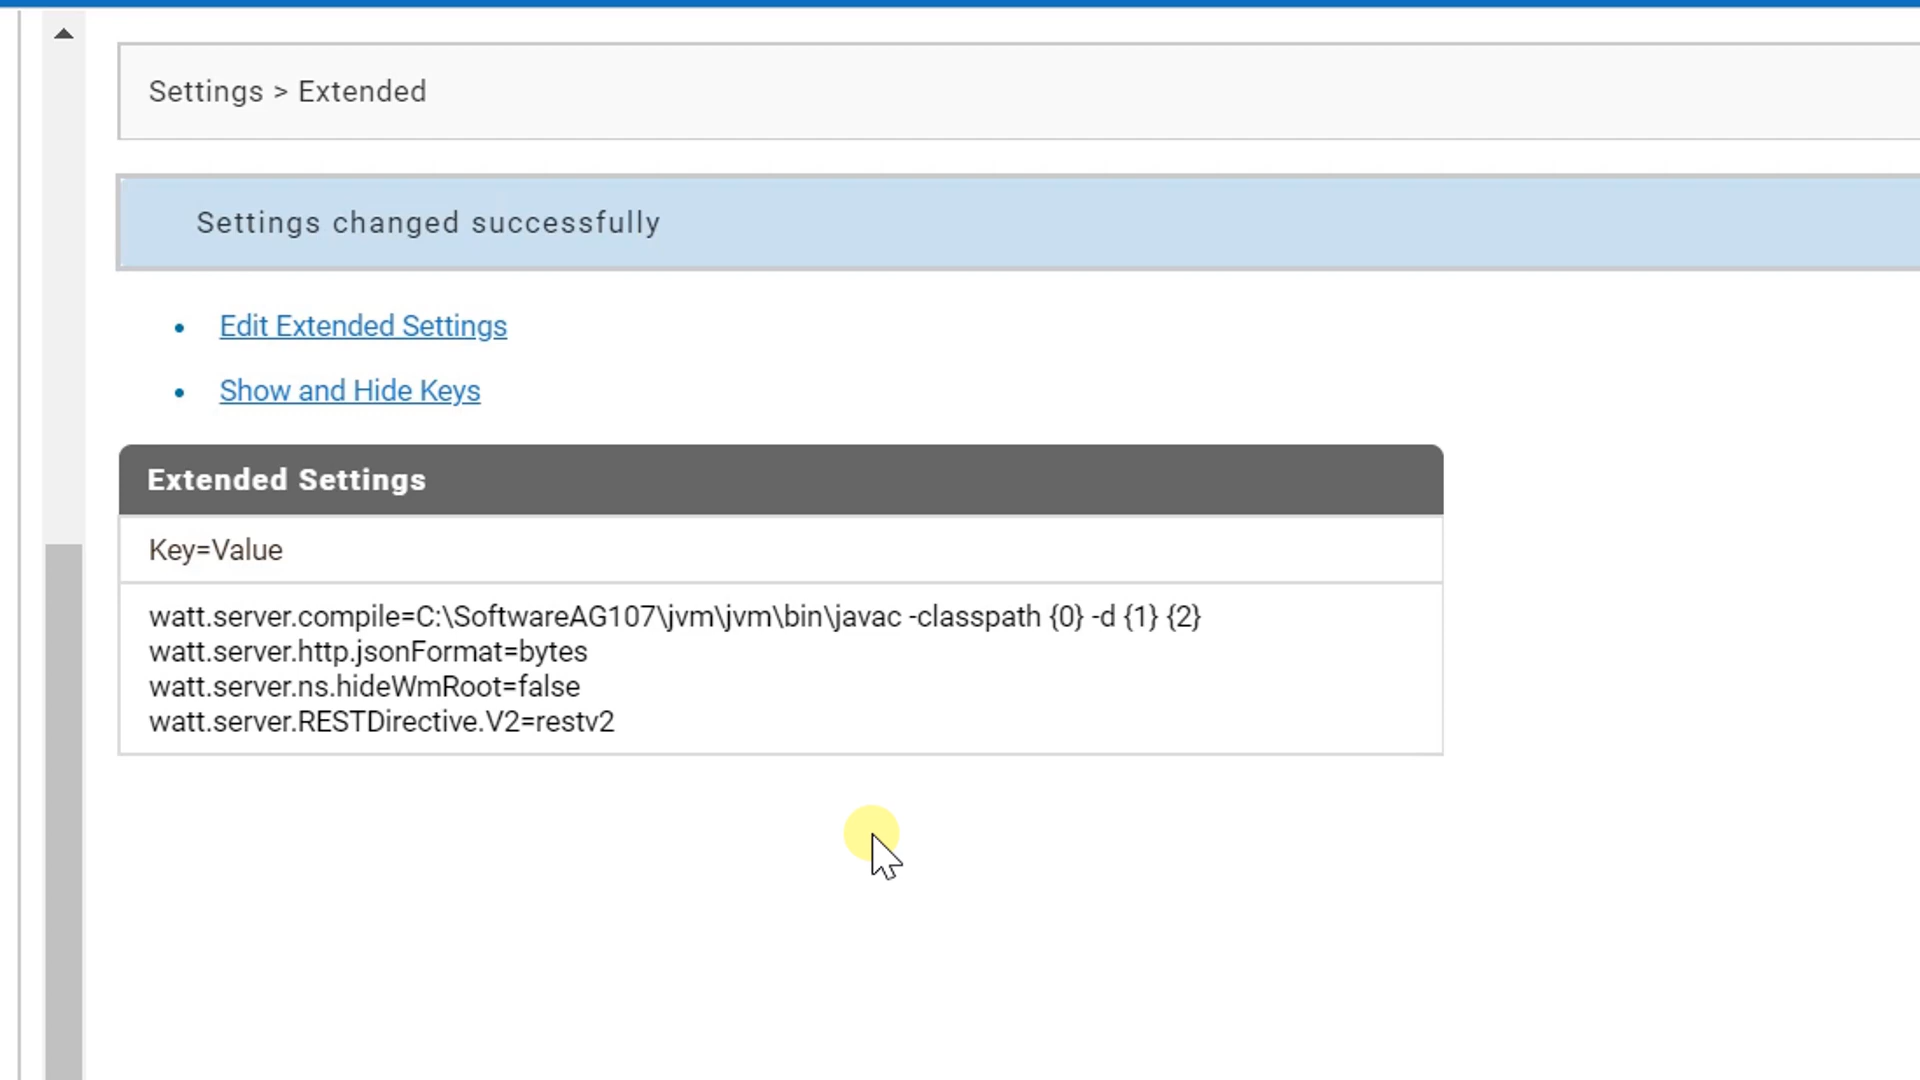 Settings > Extended
Settings changed successfully
Edit Extended Settings
Show and Hide Keys
Extended Settings
Key=Value
watt.server.compile=C:\SoftwareAG107\jvm\jvm\bin\javac -classpath {0} -d {1} {2}
watt.server.http.jsonFormat=bytes
watt.server.ns.hideWmRoot=false
watt.server.RESTDirective.V2=restv2